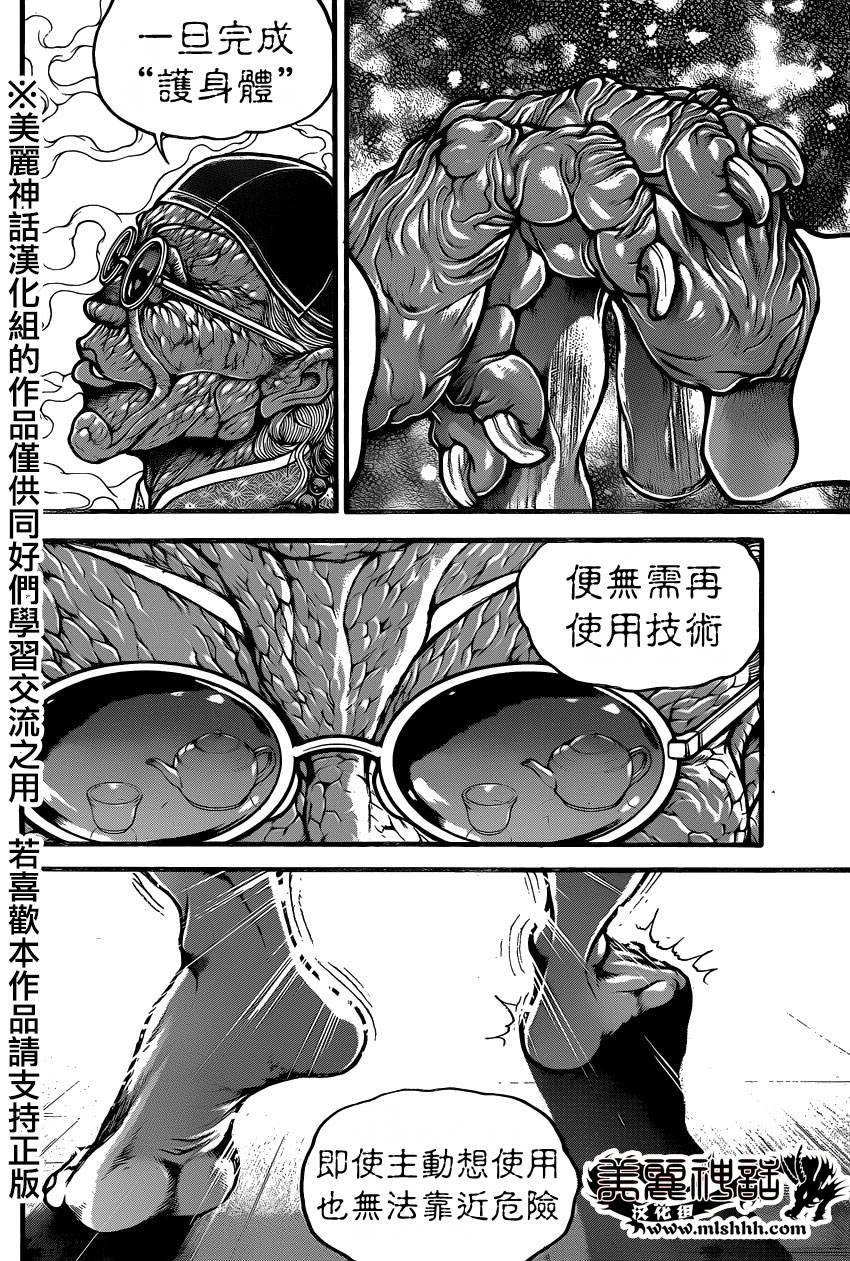 一旦完成
“護身體”
便無需再
使用技術
即使主動想使用
也無法靠近危險
※美麗神話漢化組的作品僅供同好們學習交流之用 若喜歡本作品請支持正版
美麗神話
汉化组
www.mlshhh.com